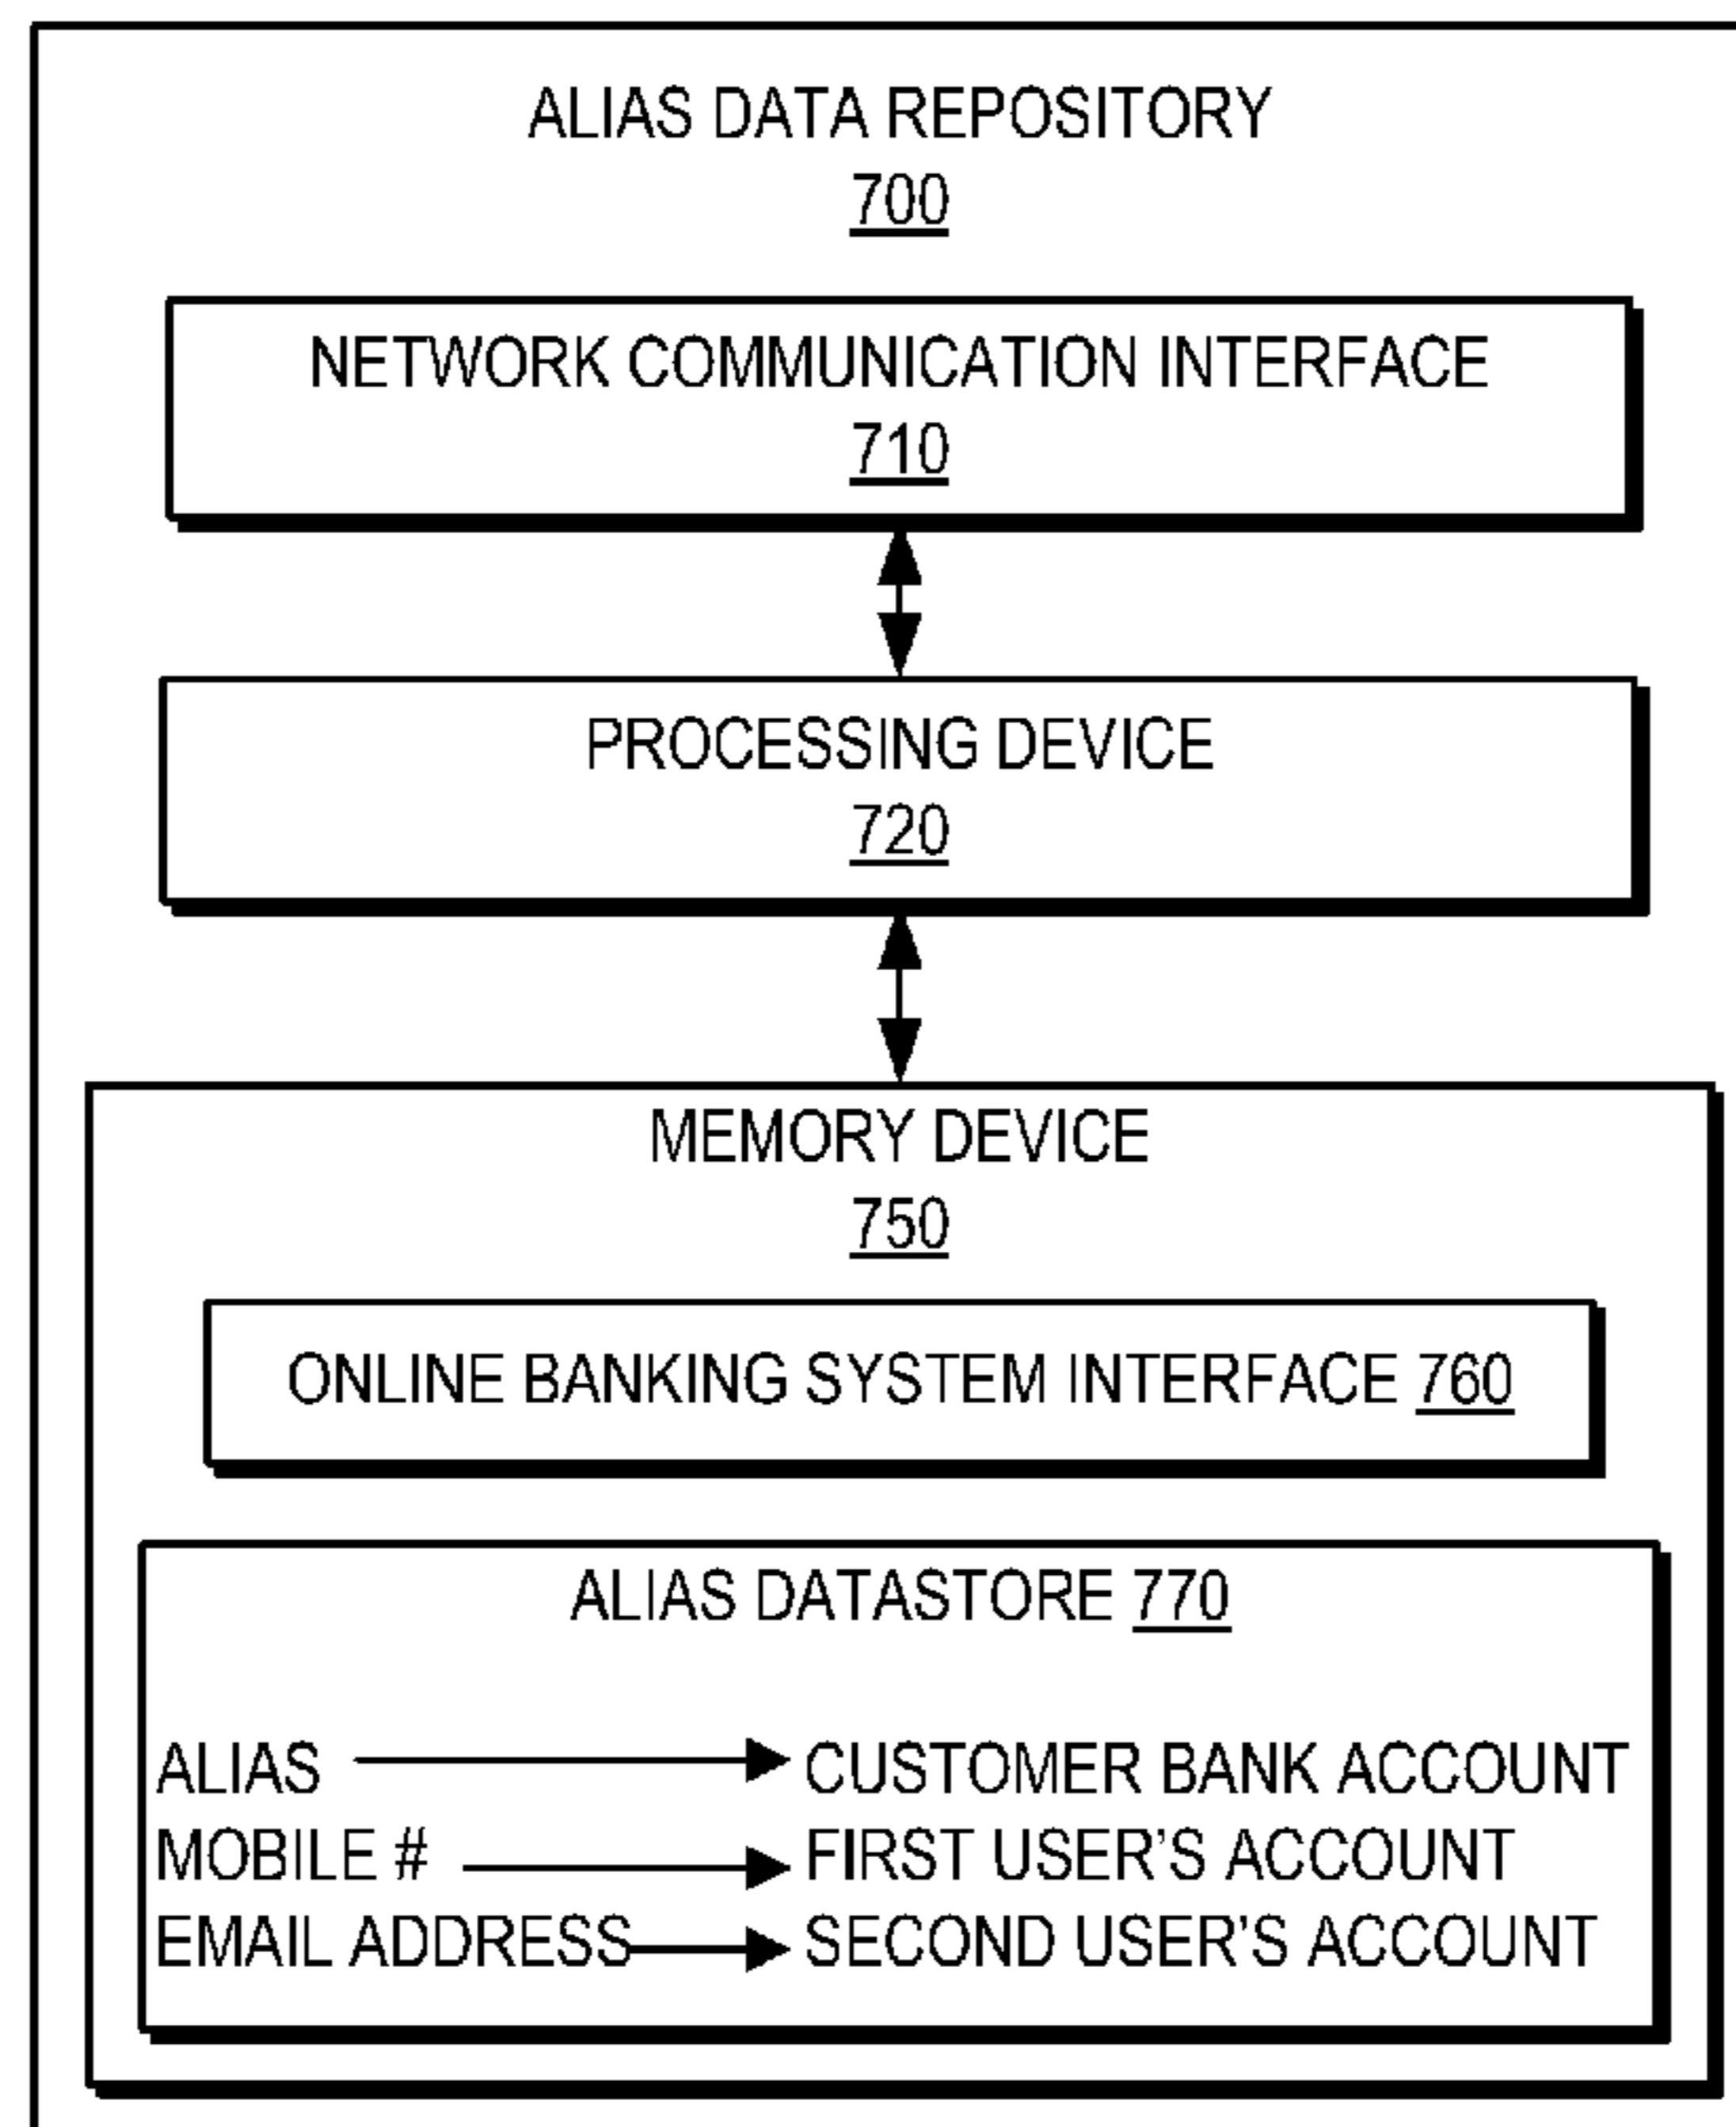 ALIAS DATA REPOSITORY
700
NETWORK COMMUNICATION INTERFACE
710
PROCESSING DEVICE
720
MEMORY DEVICE
750
ONLINE BANKING SYSTEM INTERFACE 760
ALIAS DATASTORE 770
ALIAS CUSTOMER BANK ACCOUNT
MOBILE # FIRST USER'S ACCOUNT
EMAIL ADDRESS SECOND USER'S ACCOUNT